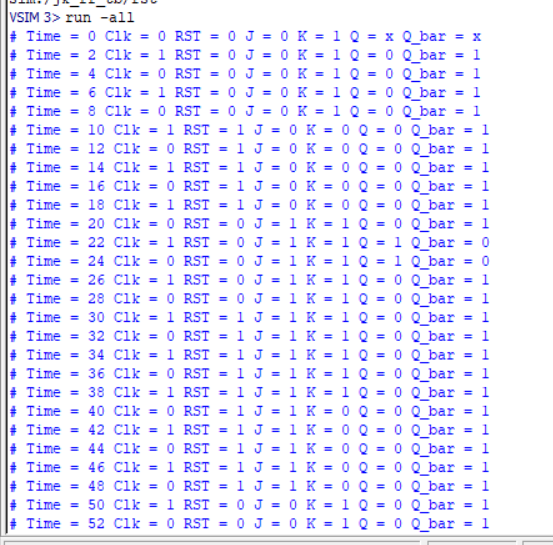 sim:/jk_ff_tb/rst
VSIM 3> run -all
# Time = 0 Clk = 0 RST = 0 J = 0 K = 1 Q = x Q_bar = x
# Time = 2 Clk = 1 RST = 0 J = 0 K = 1 Q = 0 Q_bar = 1
# Time = 4 Clk = 0 RST = 0 J = 0 K = 1 Q = 0 Q_bar = 1
# Time = 6 Clk = 1 RST = 0 J = 0 K = 1 Q = 0 Q_bar = 1
# Time = 8 Clk = 0 RST = 0 J = 0 K = 1 Q = 0 Q_bar = 1
# Time = 10 Clk = 1 RST = 1 J = 0 K = 0 Q = 0 Q_bar = 1
# Time = 12 Clk = 0 RST = 1 J = 0 K = 0 Q = 0 Q_bar = 1
# Time = 14 Clk = 1 RST = 1 J = 0 K = 0 Q = 0 Q_bar = 1
# Time = 16 Clk = 0 RST = 1 J = 0 K = 0 Q = 0 Q_bar = 1
# Time = 18 Clk = 1 RST = 1 J = 0 K = 0 Q = 0 Q_bar = 1
# Time = 20 Clk = 0 RST = 0 J = 1 K = 1 Q = 0 Q_bar = 1
# Time = 22 Clk = 1 RST = 0 J = 1 K = 1 Q = 1 Q_bar = 0
# Time = 24 Clk = 0 RST = 0 J = 1 K = 1 Q = 1 Q_bar = 0
# Time = 26 Clk = 1 RST = 0 J = 1 K = 1 Q = 0 Q_bar = 1
# Time = 28 Clk = 0 RST = 0 J = 1 K = 1 Q = 0 Q_bar = 1
# Time = 30 Clk = 1 RST = 1 J = 1 K = 1 Q = 0 Q_bar = 1
# Time = 32 Clk = 0 RST = 1 J = 1 K = 1 Q = 0 Q_bar = 1
# Time = 34 Clk = 1 RST = 1 J = 1 K = 1 Q = 0 Q_bar = 1
# Time = 36 Clk = 0 RST = 1 J = 1 K = 1 Q = 0 Q_bar = 1
# Time = 38 Clk = 1 RST = 1 J = 1 K = 1 Q = 0 Q_bar = 1
# Time = 40 Clk = 0 RST = 1 J = 1 K = 0 Q = 0 Q_bar = 1
# Time = 42 Clk = 1 RST = 1 J = 1 K = 0 Q = 0 Q_bar = 1
# Time = 44 Clk = 0 RST = 1 J = 1 K = 0 Q = 0 Q_bar = 1
# Time = 46 Clk = 1 RST = 1 J = 1 K = 0 Q = 0 Q_bar = 1
# Time = 48 Clk = 0 RST = 1 J = 1 K = 0 Q = 0 Q_bar = 1
# Time = 50 Clk = 1 RST = 0 J = 0 K = 1 Q = 0 Q_bar = 1
# Time = 52 Clk = 0 RST = 0 J = 0 K = 1 Q = 0 Q_bar = 1